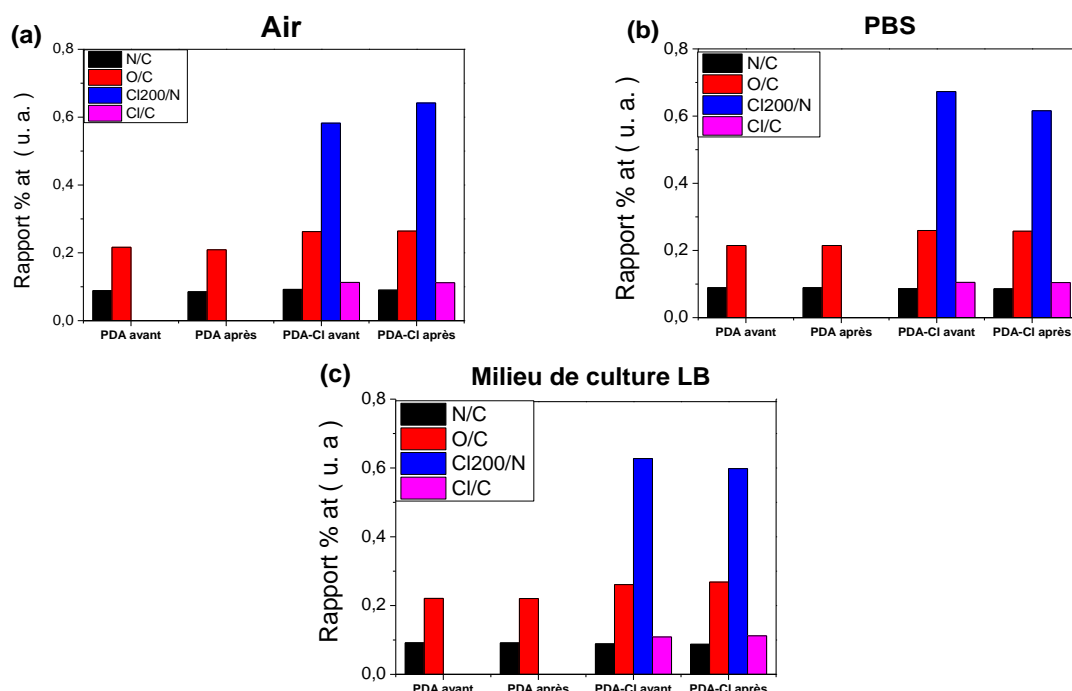 (a)
Air
0,8
0,6
0,4
0,2
0,0
Rapport % at ( u. a. )
N/C
O/C
Cl200/N
Cl/C
PDA avant
PDA après
PDA-Cl avant
PDA-Cl après
(b)
PBS
0,8
0,6
0,4
0,2
0,0
Rapport % at ( u. a. )
N/C
O/C
Cl200/N
Cl/C
PDA avant
PDA après
PDA-Cl avant
PDA-Cl après
(c)
Milieu de culture LB
0,8
0,6
0,4
0,2
0,0
Rapport % at ( u. a )
N/C
O/C
Cl200/N
Cl/C
PDA avant
PDA après
PDA-Cl avant
PDA-Cl après